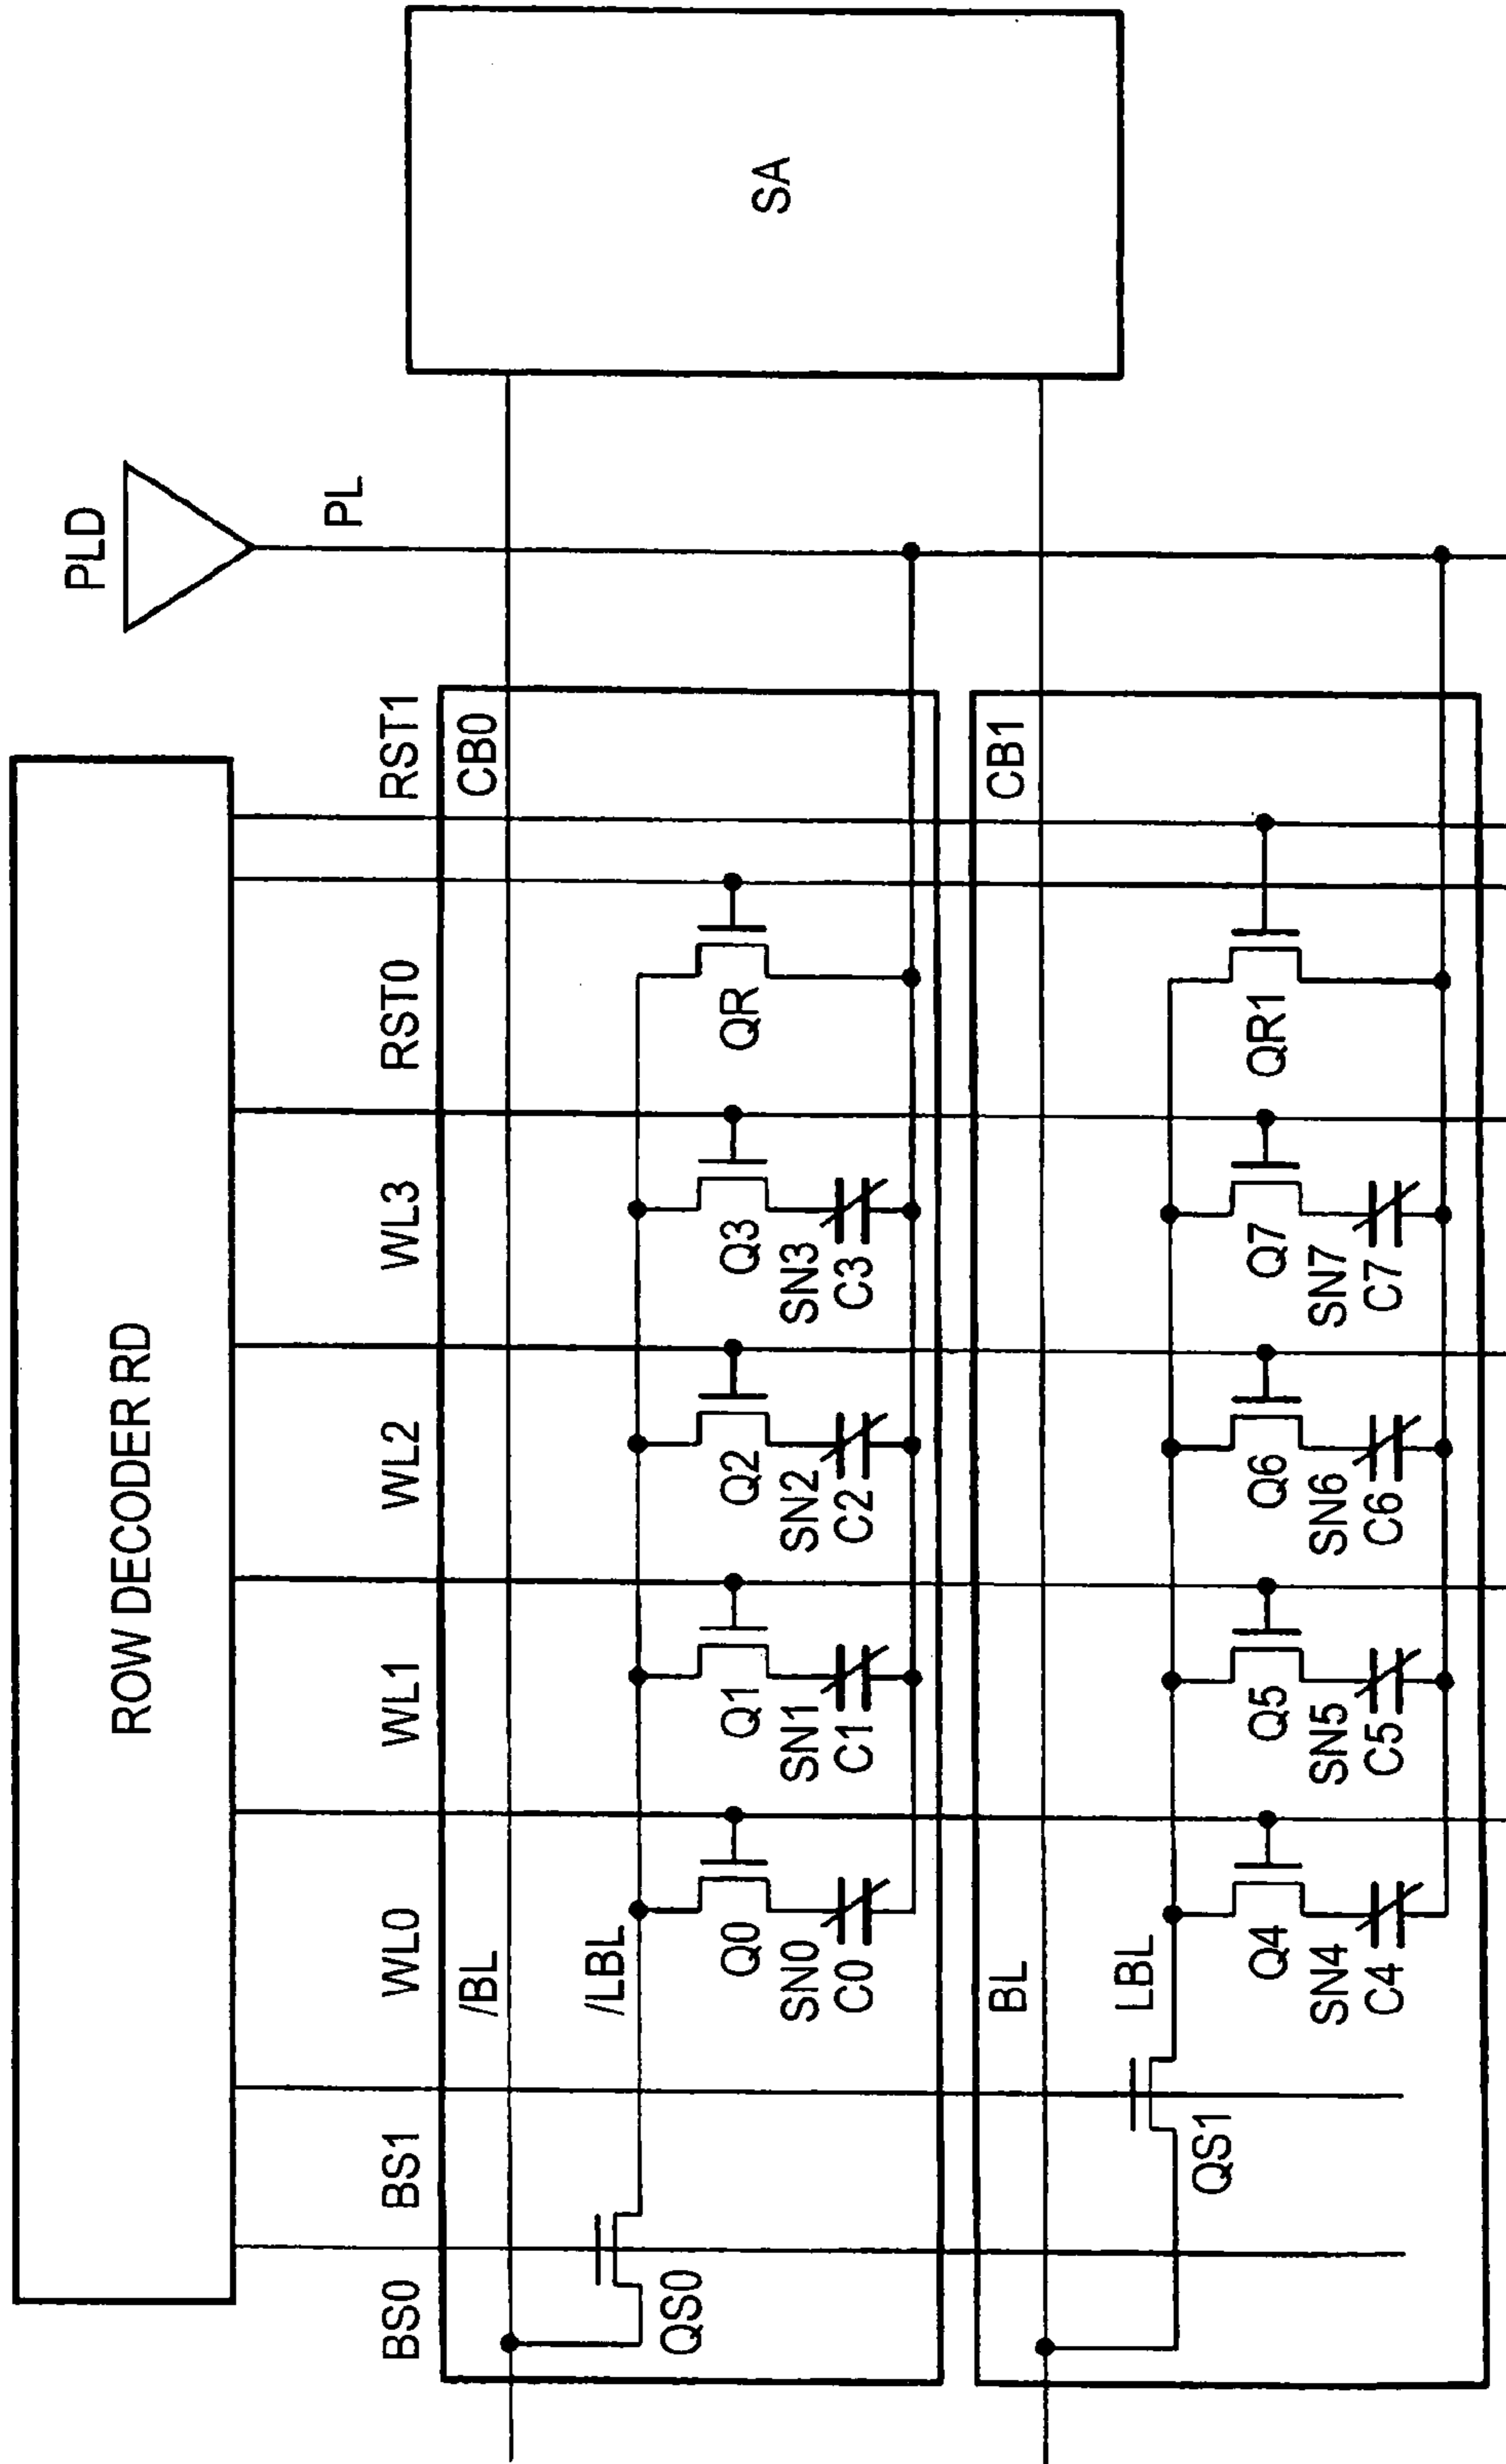 ROW DECODER RD
PLD
PL
SA
BS0
BS1
WL0
WL1
WL2
WL3
RST0
RST1
/BL
CB0
/LBL
QS0
Q0
SN0
C0
Q1
SN1
C1
Q2
SN2
C2
Q3
SN3
C3
QR
BL
CB1
LBL
QS1
Q4
SN4
C4
Q5
SN5
C5
Q6
SN6
C6
Q7
SN7
C7
QR1